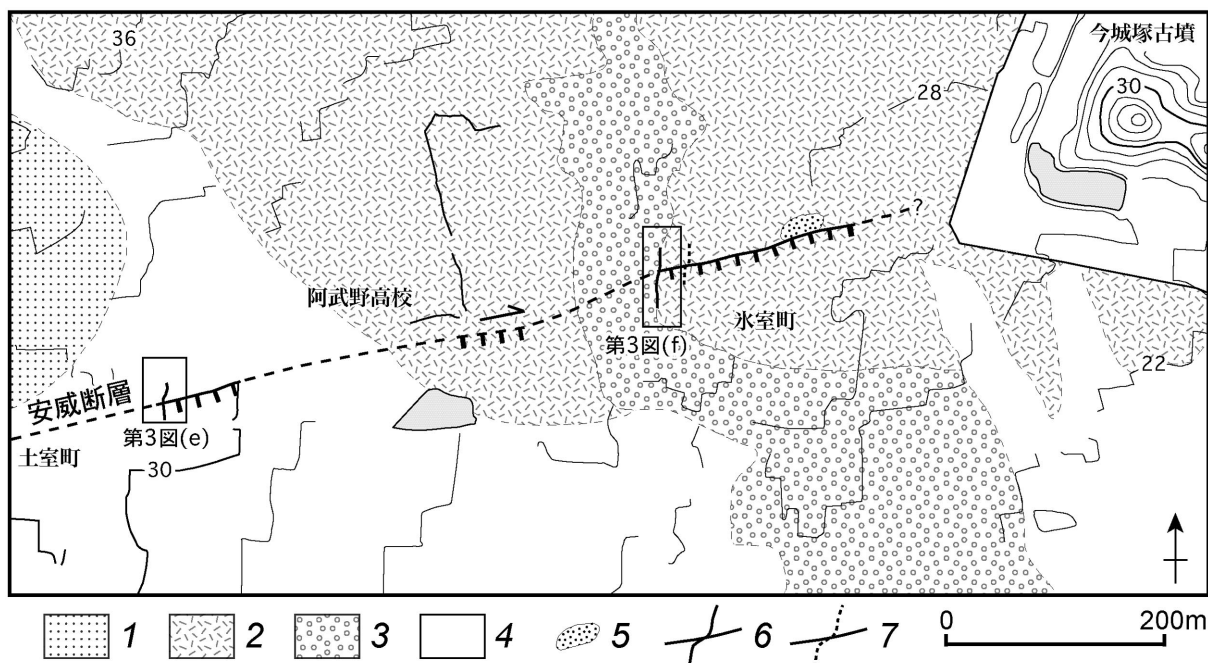 36
今城塚古墳
30
28
?
阿武野高校
氷室町
第3図(f)
22
安威断層
第3図(e)
土室町
30
1 2 3 4 5 6 7 0 200m